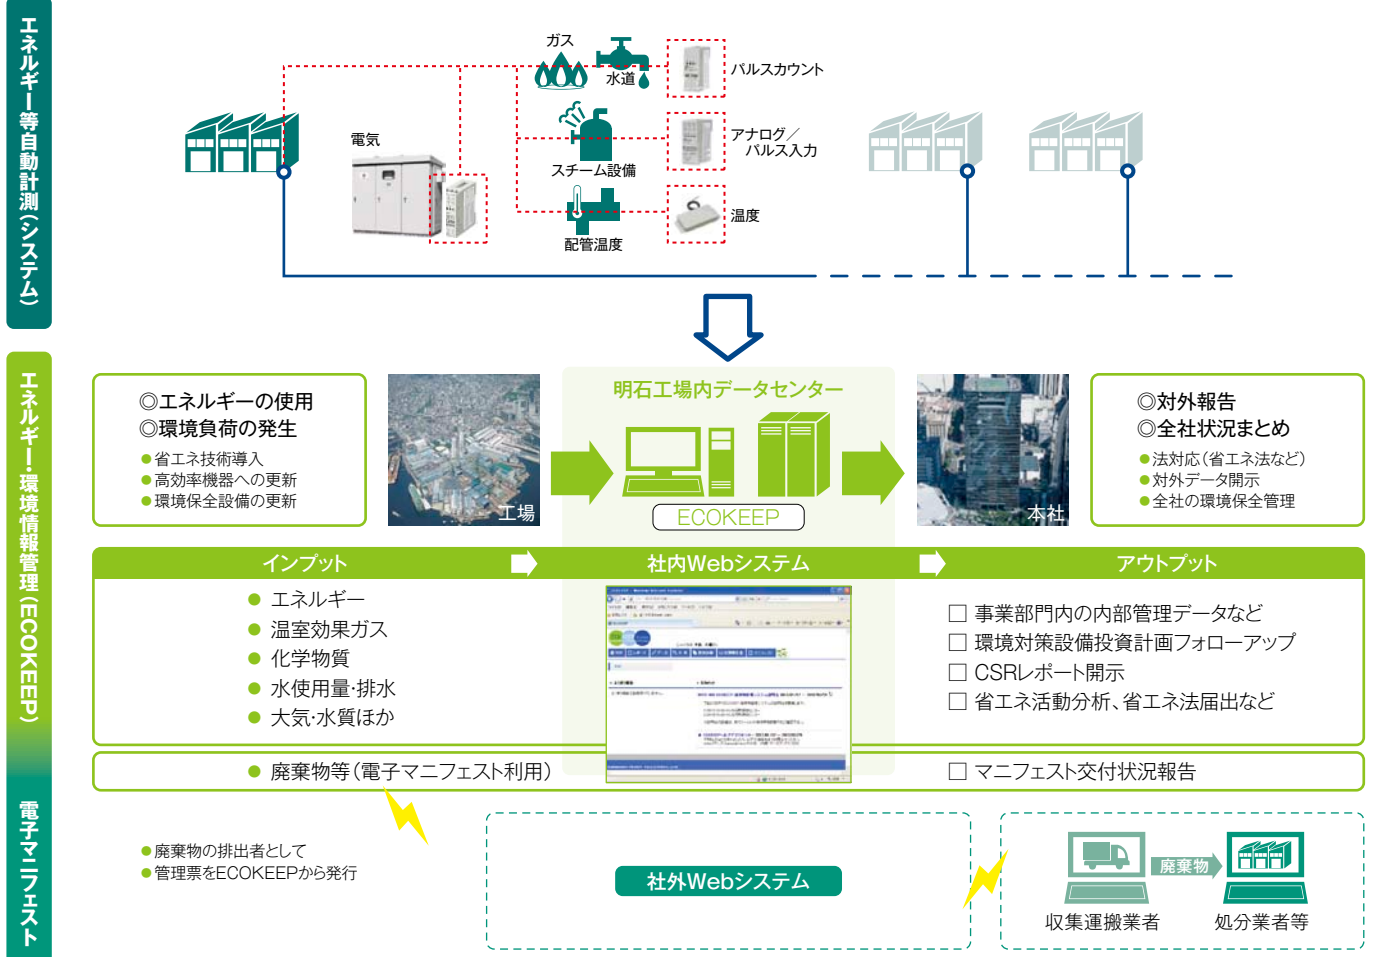 エネルギー等自動計測(システム)
ガス
水道
パルスカウント
電気
スチーム設備
アナログ／
パルス入力
配管温度
温度
エネルギー・環境情報管理(ECOKEEP)
◎エネルギーの使用
◎環境負荷の発生
●省エネ技術導入
●高効率機器への更新
●環境保全設備の更新
工場
明石工場内データセンター
ECOKEEP
本社
◎対外報告
◎全社状況まとめ
●法対応(省エネ法など)
●対外データ開示
●全社の環境保全管理
インプット
社内Webシステム
アウトプット
● エネルギー
● 温室効果ガス
● 化学物質
● 水使用量・排水
● 大気・水質ほか
□ 事業部門内の内部管理データなど
□ 環境対策設備投資計画フォローアップ
□ CSRレポート開示
□ 省エネ活動分析、省エネ法届出など
● 廃棄物等(電子マニフェスト利用)
□ マニフェスト交付状況報告
電子マニフェスト
●廃棄物の排出者として
●管理票をECOKEEPから発行
社外Webシステム
廃棄物
収集運搬業者
処分業者等